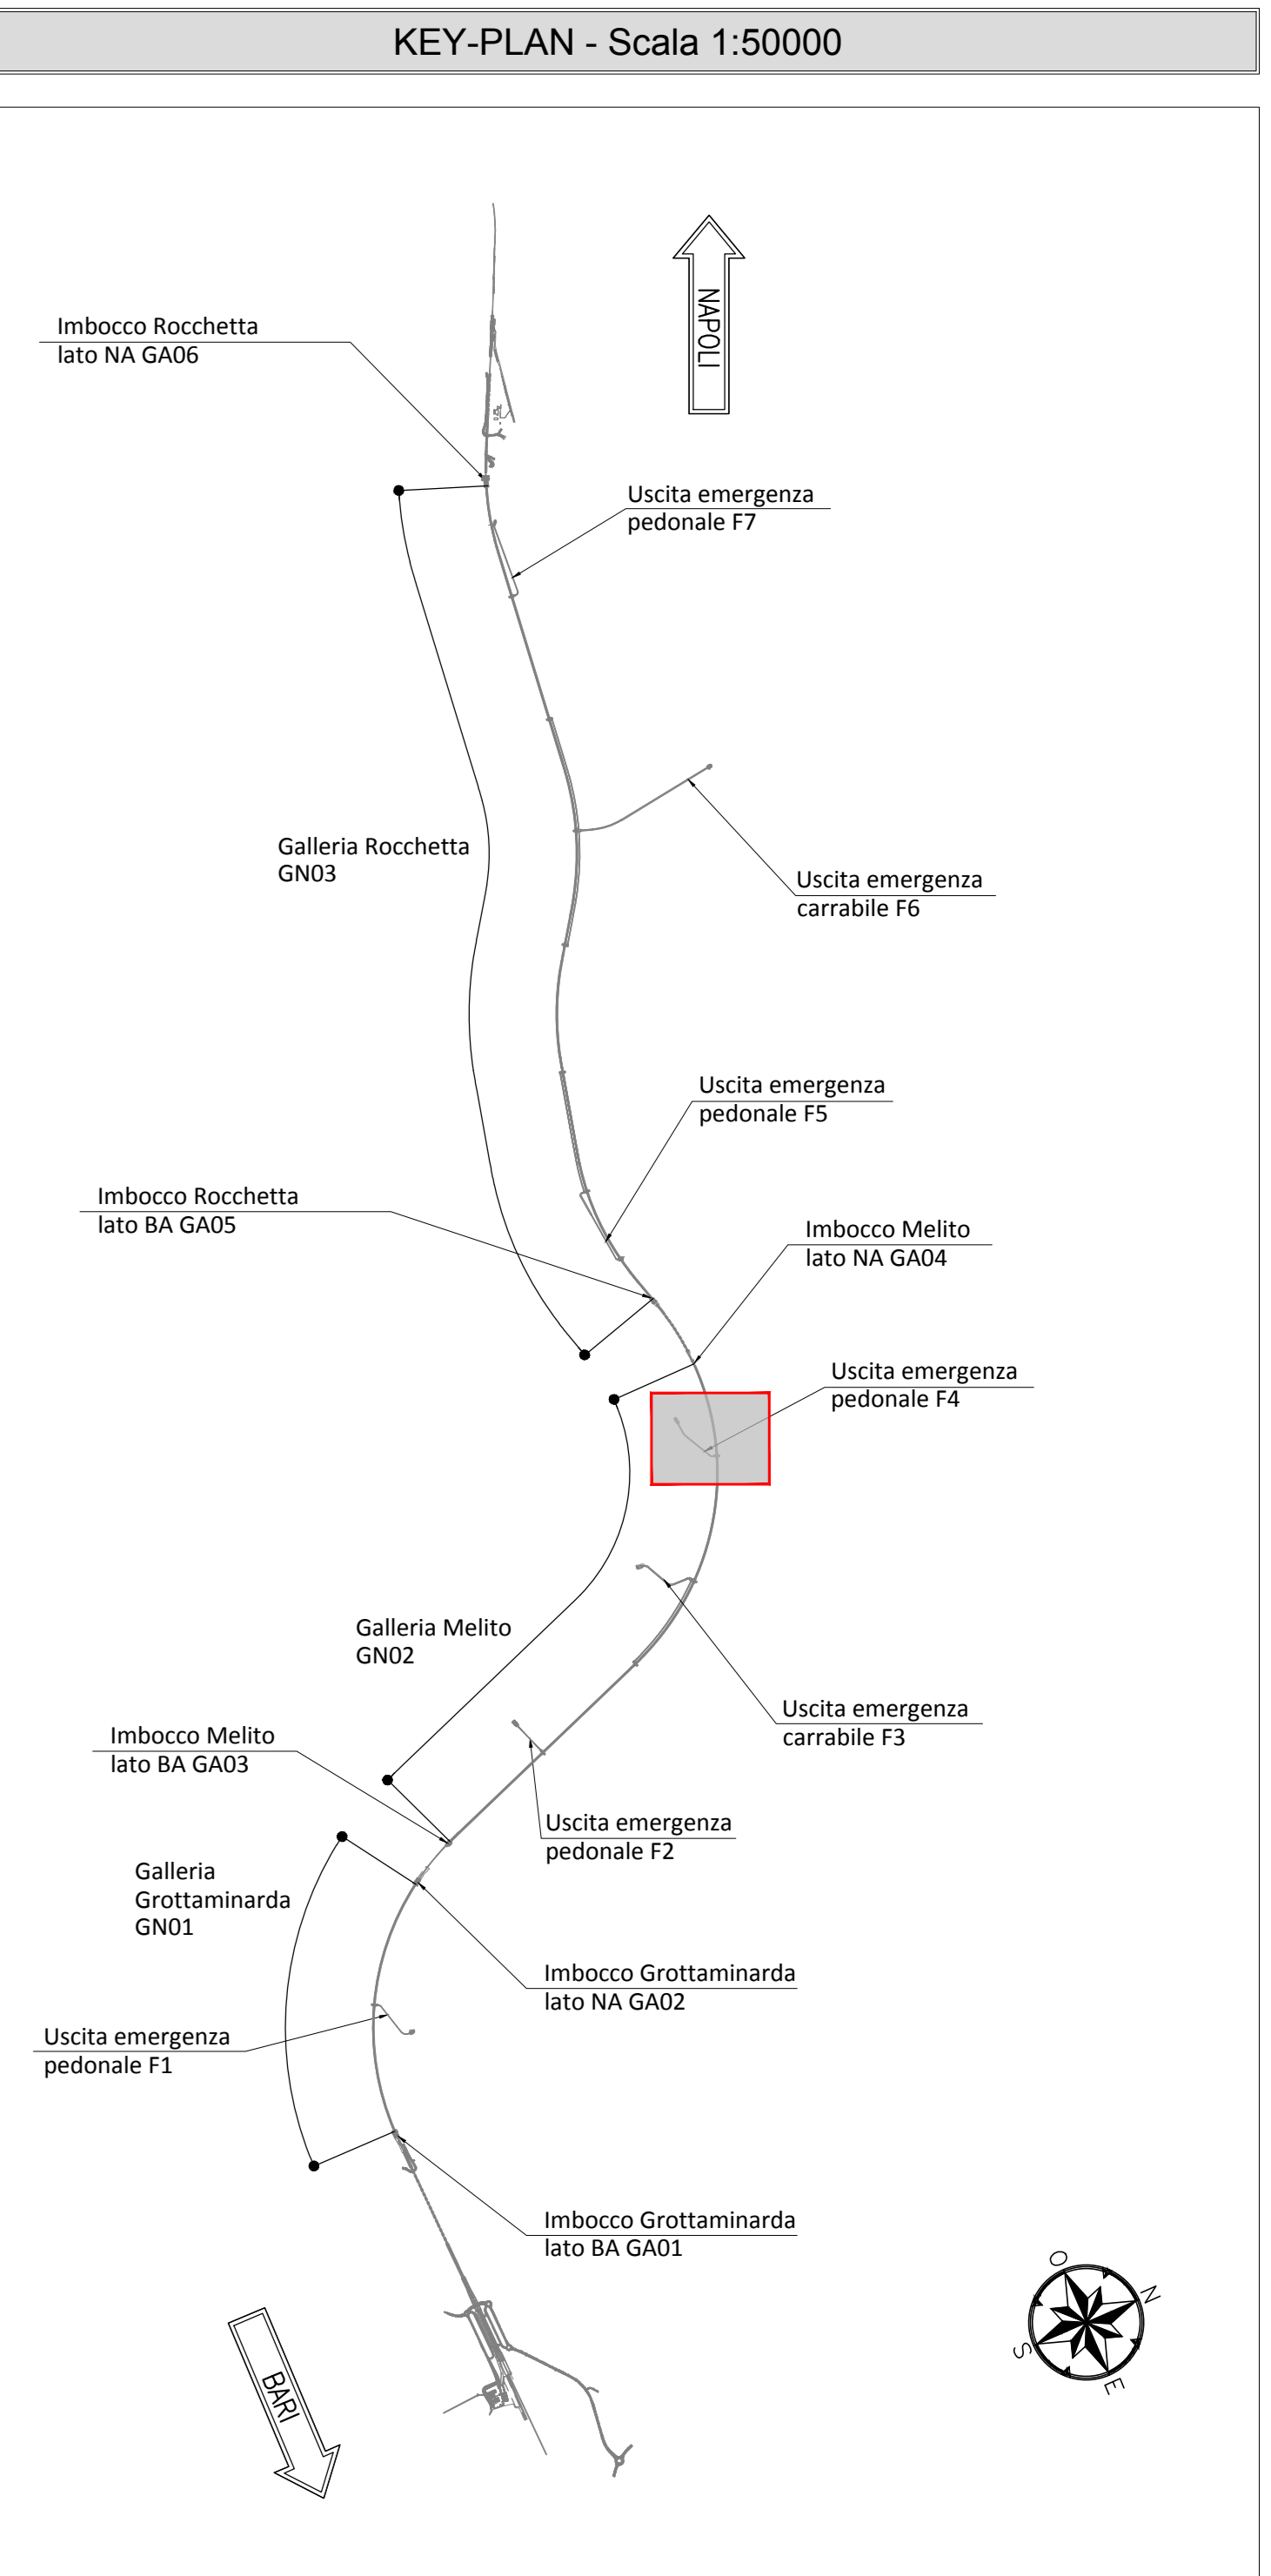 KEY-PLAN - Scala 1:50000
NAPOLI
Imbocco Rocchetta
lato NA GA06
Uscita emergenza
pedonale F7
Galleria Rocchetta
GN03
Uscita emergenza
carrabile F6
Uscita emergenza
pedonale F5
Imbocco Rocchetta
lato BA GA05
Imbocco Melito
lato NA GA04
Uscita emergenza
pedonale F4
Galleria Melito
GN02
Uscita emergenza
carrabile F3
Imbocco Melito
lato BA GA03
Uscita emergenza
pedonale F2
Galleria
Grottaminarda
GN01
Imbocco Grottaminarda
lato NA GA02
Uscita emergenza
pedonale F1
Imbocco Grottaminarda
lato BA GA01
O
N
S
E
BARI